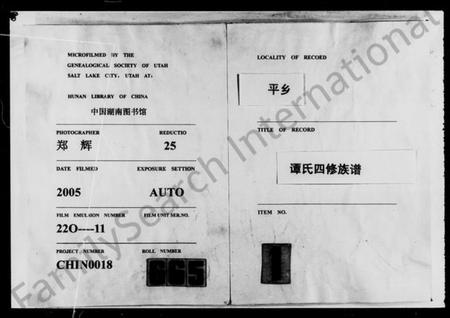 MICROFILMED BY THE
GENEALOGICAL SOCIETY OF UTAH
SALT LAKE CITY, UTAH AT:
HUNAN LIBRARY OF CHINA
中国湖南图书馆
PHOTOGRAPHER REDUCTIO
郑 辉 25
DATE FILMED EXPOSURE SETTION
2005 AUTO
FILM EMULSION NUMBER FILM UNIT SER.NO.
22O----11
PROJECT NUMBER ROLL NUMBER
CHIN0018 665
LOCALITY OF RECOED
平乡
TITLE OF RECORD
谭氏四修族谱
ITEM NO.
1
FamilySearch International